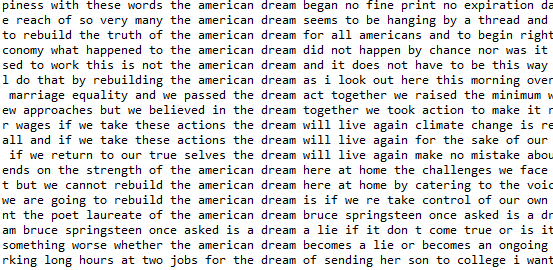 piness with these words the american dream began no fine print no expiration da
e reach of so very many the american dream seems to be hanging by a thread and
to rebuild the truth of the american dream for all americans and to begin right
conomy what happened to the american dream did not happen by chance nor was it
sed to work this is not the american dream and it does not have to be this way
l do that by rebuilding the american dream as i look out here this morning over
marriage equality and we passed the dream act together we raised the minimum w
ew approaches but we believed in the dream together we took action to make it r
r wages if we take these actions the dream will live again climate change is re
all and if we take these actions the dream will live again for the sake of our
if we return to our true selves the dream will live again make no mistake abou
ends on the strength of the american dream here at home the challenges we face
t but we cannot rebuild the american dream here at home by catering to the voic
we are going to rebuild the american dream is if we re take control of our own
nt the poet laureate of the american dream bruce springsteen once asked is a dr
am bruce springsteen once asked is a dream a lie if it don t come true or is it
something worse whether the american dream becomes a lie or becomes an ongoing
rking long hours at two jobs for the dream of sending her son to college i want